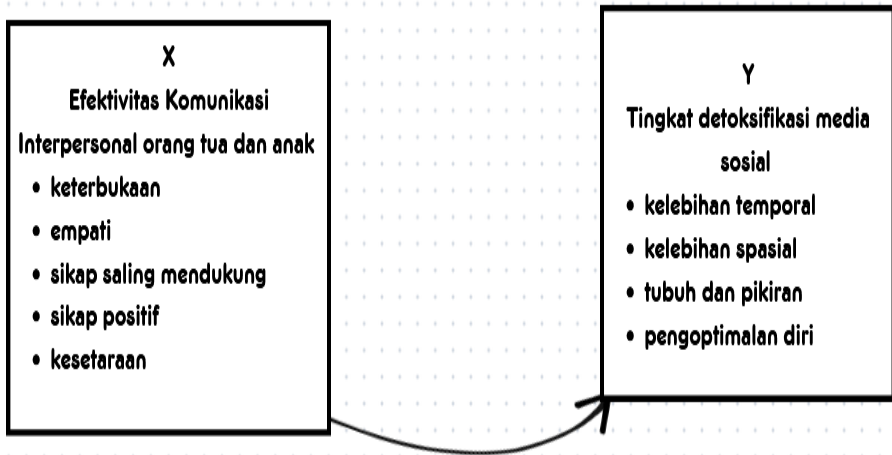 X
Efektivitas Komunikasi
Interpersonal orang tua dan anak
• keterbukaan
• empati
• sikap saling mendukung
• sikap positif
• kesetaraan
Y
Tingkat detoksifikasi media
sosial
• kelebihan temporal
• kelebihan spasial
• tubuh dan pikiran
• pengoptimalan diri